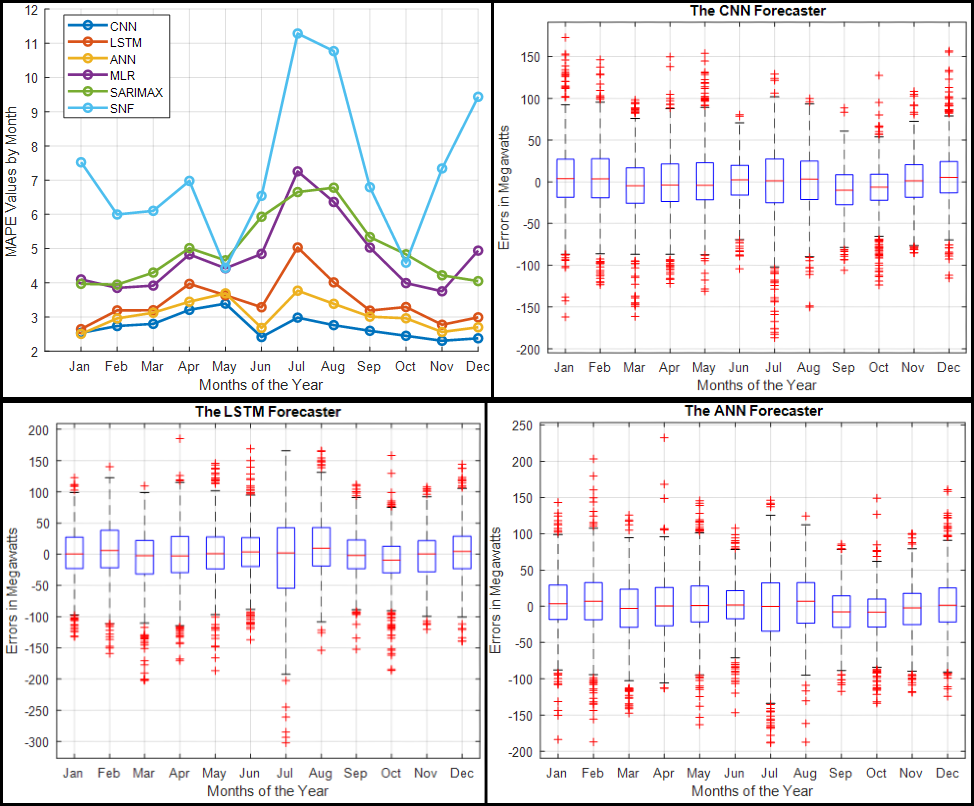 12
11
10
9
8
7
6
5
4
3
2
MAPE Values by Month
CNN
LSTM
ANN
MLR
SARIMAX
SNF
Jan Feb Mar Apr May Jun Jul Aug Sep Oct Nov Dec
Months of the Year
The CNN Forecaster
150
100
50
0
-50
-100
-150
-200
Errors in Megawatts
Jan Feb Mar Apr May Jun Jul Aug Sep Oct Nov Dec
Months of the Year
The LSTM Forecaster
200
150
100
50
0
-50
-100
-150
-200
-250
-300
Errors in Megawatts
Jan Feb Mar Apr May Jun Jul Aug Sep Oct Nov Dec
Months of the Year
The ANN Forecaster
250
200
150
100
50
0
-50
-100
-150
-200
Errors in Megawatts
Jan Feb Mar Apr May Jun Jul Aug Sep Oct Nov Dec
Months of the Year